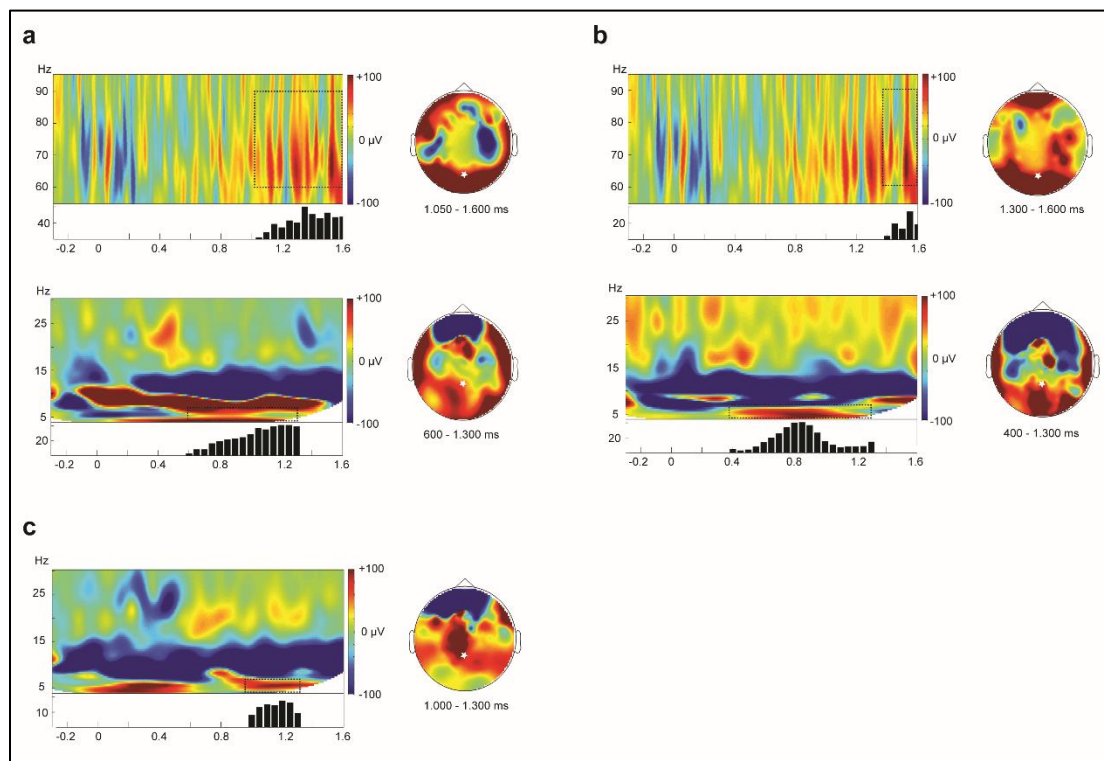 a
b
Hz
90
80
70
60
+100
0 µV
-100
40
-0.2 0 0.4 0.8 1.2 1.6
1.050 - 1.600 ms
Hz
90
80
70
60
+100
0 µV
-100
20
-0.2 0 0.4 0.8 1.2 1.6
1.300 - 1.600 ms
Hz
25
15
5
+100
0 µV
-100
20
-0.2 0 0.4 0.8 1.2 1.6
600 - 1.300 ms
Hz
25
15
5
+100
0 µV
-100
20
-0.2 0 0.4 0.8 1.2 1.6
400 - 1.300 ms
c
Hz
25
15
5
+100
0 µV
-100
10
-0.2 0 0.4 0.8 1.2 1.6
1.000 - 1.300 ms